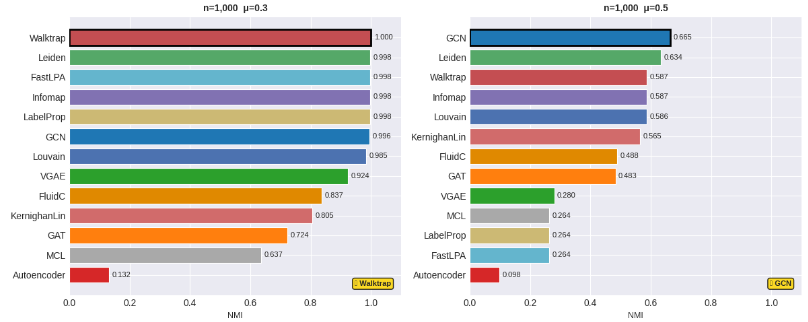 n=1,000 μ=0.3
Walktrap 1.000
Leiden 0.998
FastLPA 0.998
Infomap 0.998
LabelProp 0.998
GCN 0.996
Louvain 0.985
VGAE 0.924
FluidC 0.837
KernighanLin 0.805
GAT 0.724
MCL 0.637
Autoencoder 0.132
Walktrap
0.0 0.2 0.4 0.6 0.8 1.0
NMI
n=1,000 μ=0.5
GCN 0.665
Leiden 0.634
Walktrap 0.587
Infomap 0.587
Louvain 0.586
KernighanLin 0.565
FluidC 0.488
GAT 0.483
VGAE 0.280
MCL 0.264
LabelProp 0.264
FastLPA 0.264
Autoencoder 0.098
GCN
0.0 0.2 0.4 0.6 0.8 1.0
NMI